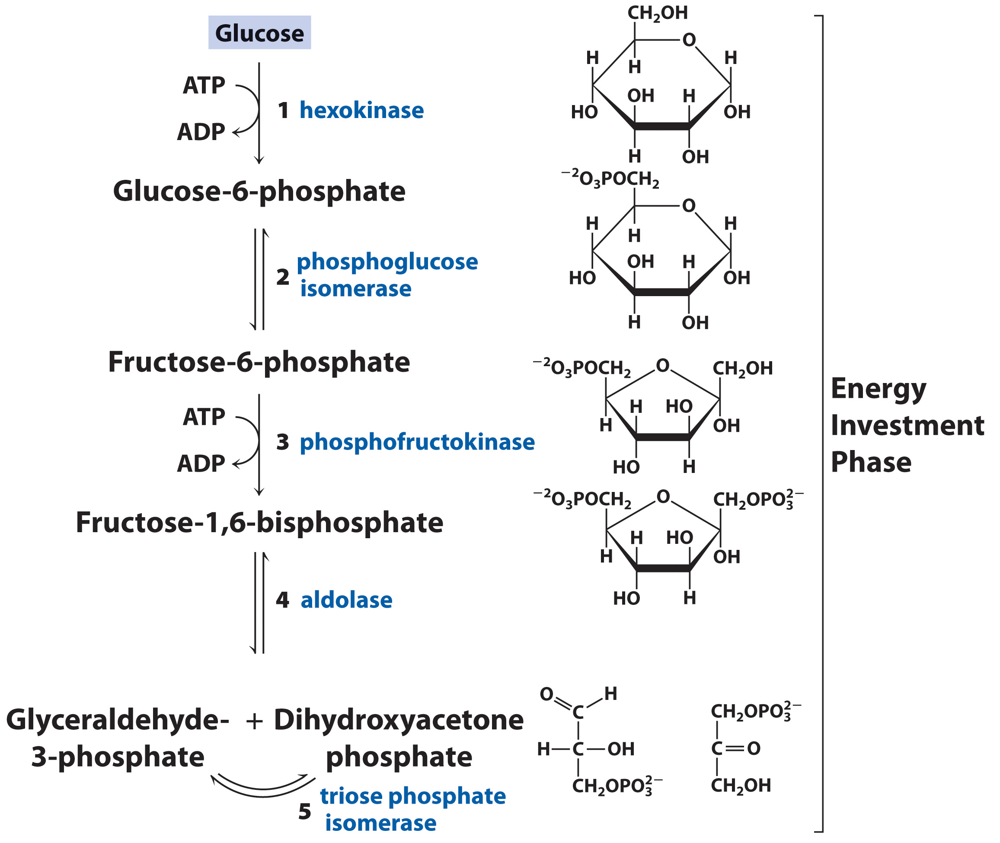 Glucose
ATP
ADP
1 hexokinase
Glucose-6-phosphate
2 phosphoglucose
isomerase
Fructose-6-phosphate
ATP
ADP
3 phosphofructokinase
Fructose-1,6-bisphosphate
4 aldolase
Glyceraldehyde- + Dihydroxyacetone
3-phosphate phosphate
5 triose phosphate
isomerase
CH₂OH
O
H H
H
OH H
HO OH
H OH
⁻²O₃POCH₂
O
H H
H
OH H
HO OH
H OH
⁻²O₃POCH₂ O CH₂OH
H HO
H OH
HO H
⁻²O₃POCH₂ O CH₂OPO₃²⁻
H HO
H OH
HO H
O H
C
H C OH
CH₂OPO₃²⁻
CH₂OPO₃²⁻
C O
CH₂OH
Energy
Investment
Phase